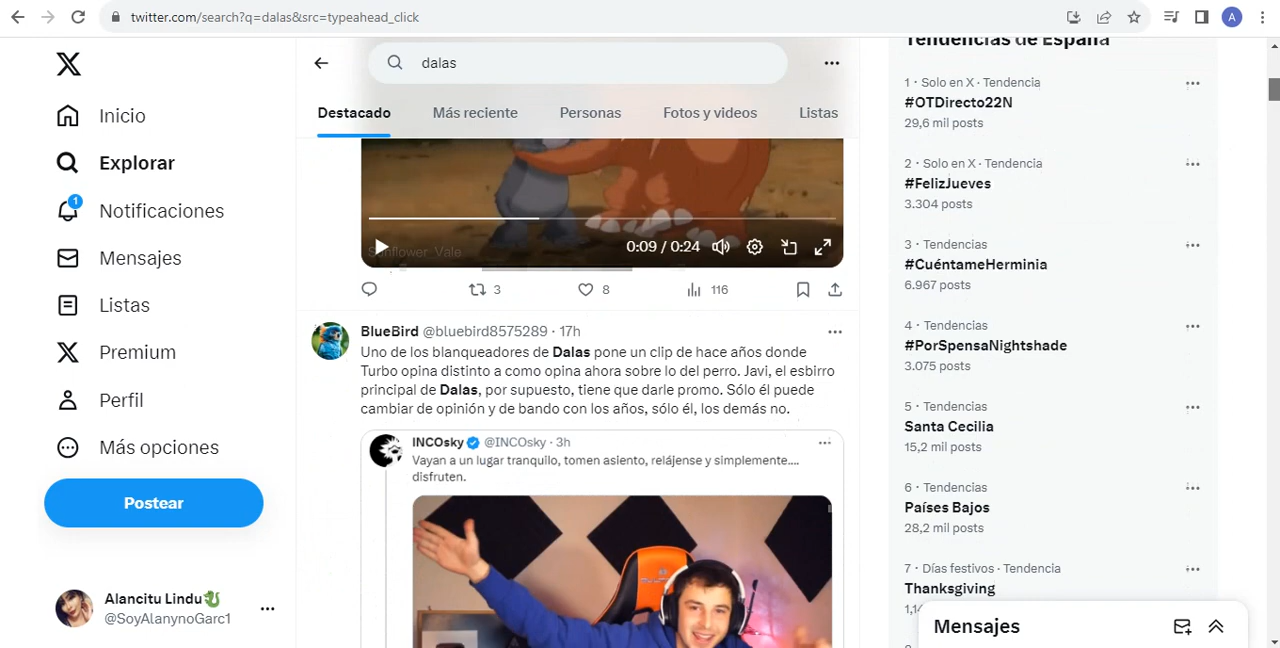 twitter.com/search?q=dalas&src=typeahead_click
A
X
Inicio
Explorar
1
Notificaciones
Mensajes
Listas
Premium
Perfil
Más opciones
Postear
Alancitu Lindu
@SoyAlanynoGarc1
dalas
Destacado
Más reciente
Personas
Fotos y videos
Listas
Sunflower Vale
0:09 / 0:24
3
8
116
BlueBird @bluebird8575289 · 17h
Uno de los blanqueadores de Dalas pone un clip de hace años donde
Turbo opina distinto a como opina ahora sobre lo del perro. Javi, el esbirro
principal de Dalas, por supuesto, tiene que darle promo. Sólo él puede
cambiar de opinión y de bando con los años, sólo él, los demás no.
INCOsky @INCOsky · 3h
Vayan a un lugar tranquilo, tomen asiento, relájense y simplemente....
disfruten.
Tendencias de España
1 · Solo en X · Tendencia
#OTDirecto22N
29,6 mil posts
2 · Solo en X · Tendencia
#FelizJueves
3.304 posts
3 · Tendencias
#CuéntameHerminia
6.967 posts
4 · Tendencias
#PorSpensaNightshade
3.075 posts
5 · Tendencias
Santa Cecilia
15,2 mil posts
6 · Tendencias
Países Bajos
28,2 mil posts
7 · Días festivos · Tendencia
Thanksgiving
Mensajes